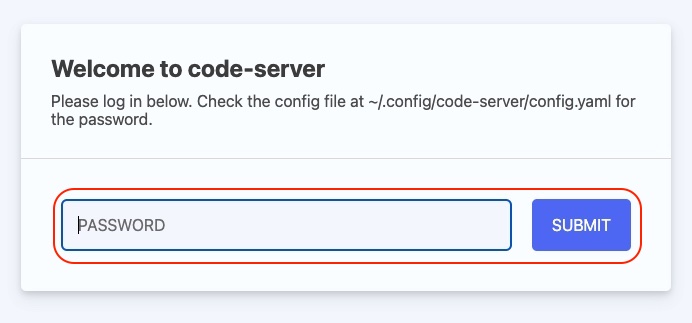 Welcome to code-server
Please log in below. Check the config file at ~/.config/code-server/config.yaml for
the password.
PASSWORD
SUBMIT